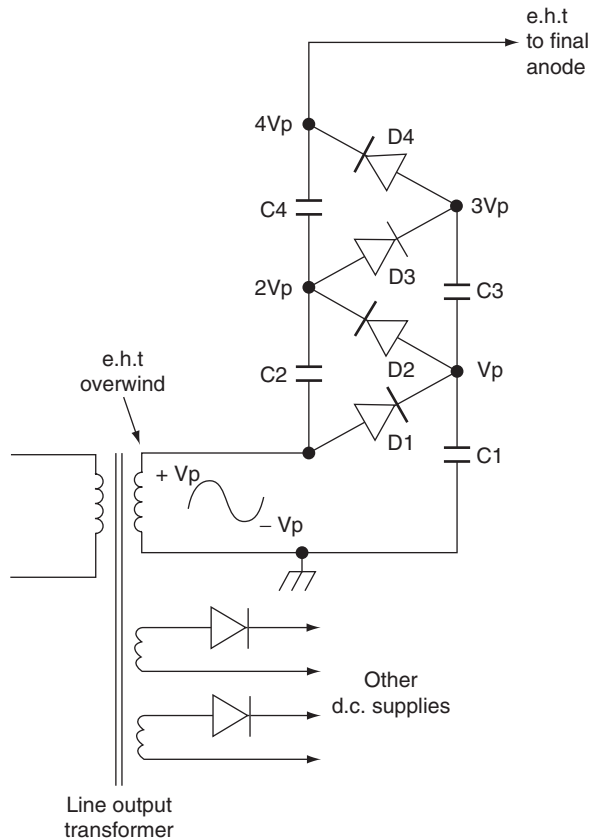 e.h.t
to final
anode
4Vp
D4
C4
3Vp
D3
2Vp
C3
e.h.t
overwind
C2
D2
Vp
D1
C1
+ Vp
– Vp
Other
d.c. supplies
Line output
transformer